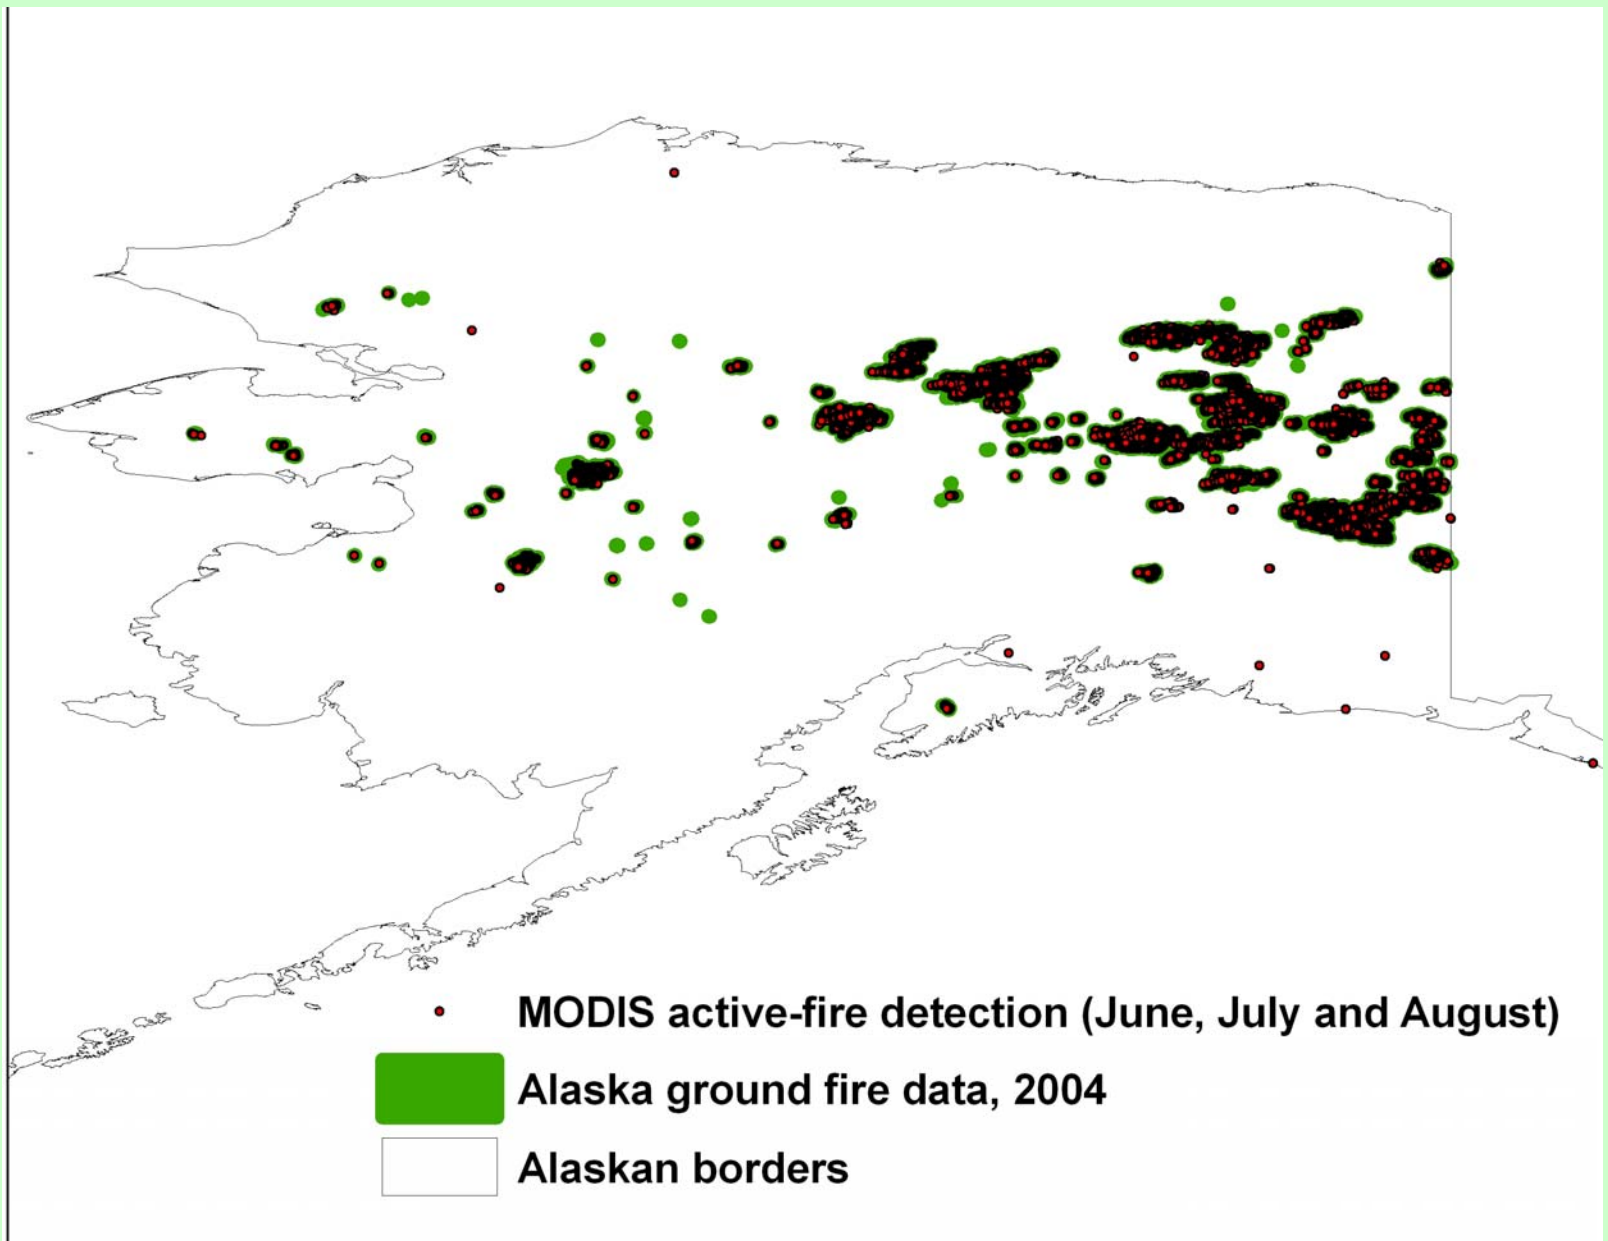 MODIS active-fire detection (June, July and August)
Alaska ground fire data, 2004
Alaskan borders